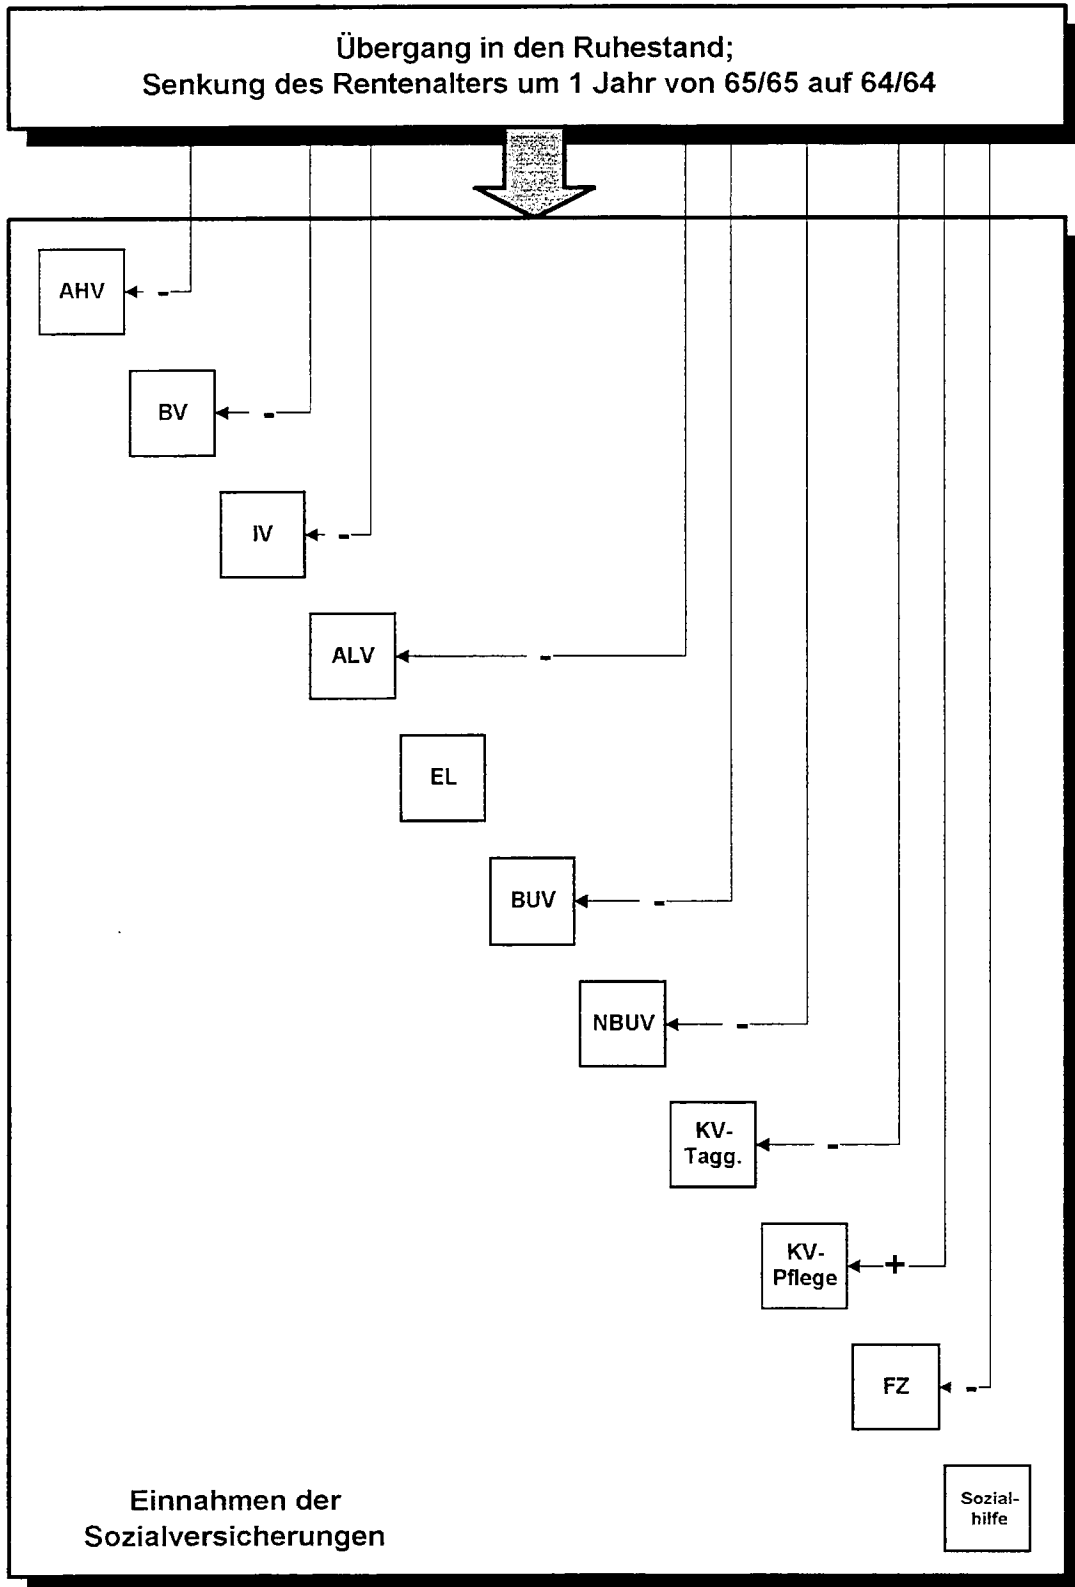 Übergang in den Ruhestand;
Senkung des Rentenalters um 1 Jahr von 65/65 auf 64/64
AHV
-
BV
-
IV
-
ALV
-
EL
BUV
-
NBUV
-
KV-
Tagg.
-
KV-
Pflege
+
FZ
-
Sozial-
hilfe
Einnahmen der
Sozialversicherungen